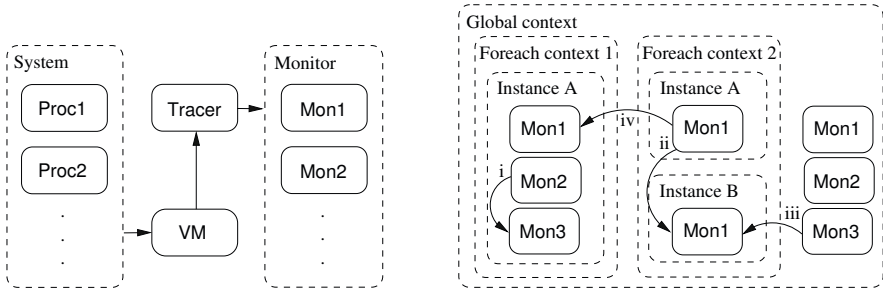 System
Proc1
Proc2
.
.
.
Tracer
VM
Monitor
Mon1
Mon2
.
.
.
Global context
Foreach context 1
Instance A
Mon1
i
Mon2
Mon3
Foreach context 2
Instance A
iv
Mon1
ii
Instance B
Mon1
iii
Mon1
Mon2
Mon3